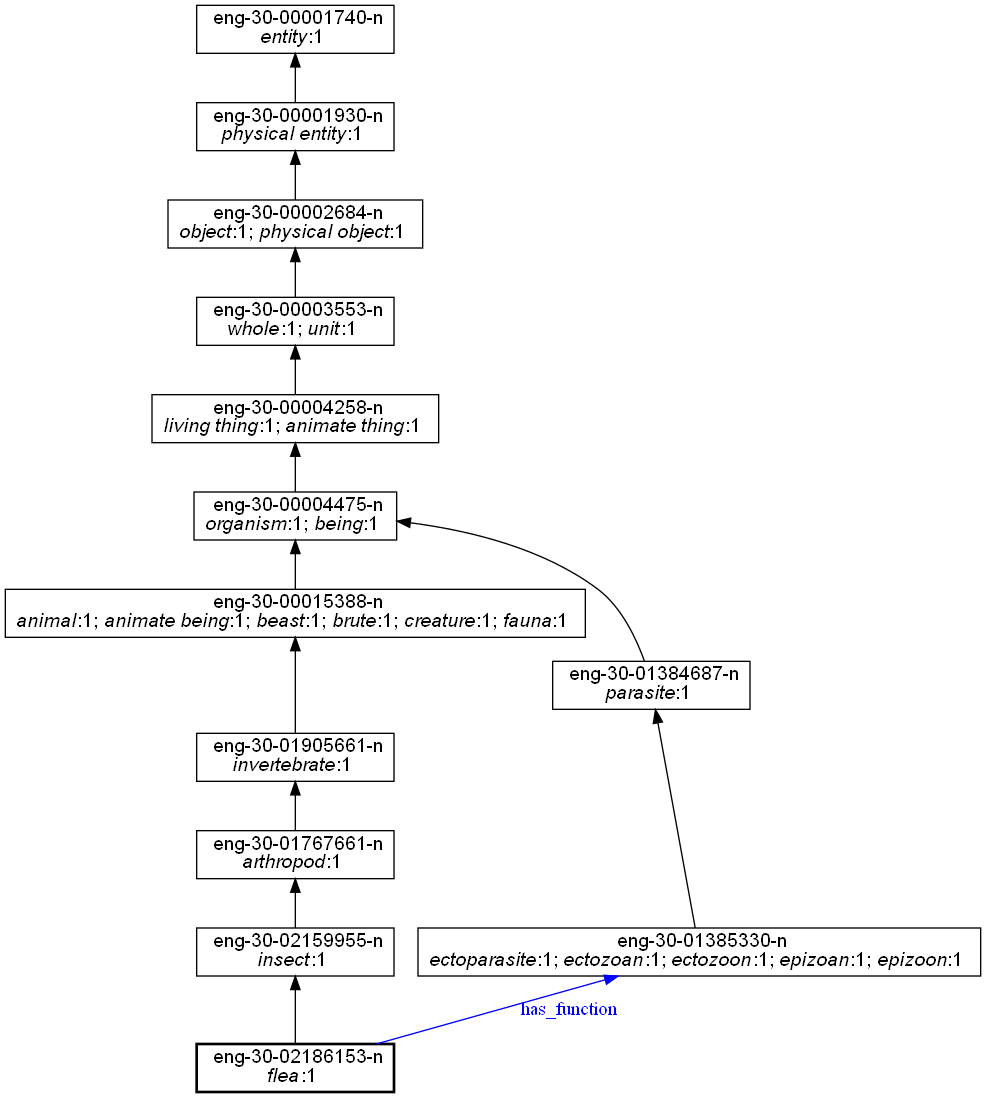 eng-30-00001740-n
entity:1
eng-30-00001930-n
physical entity:1
eng-30-00002684-n
object:1; physical object:1
eng-30-00003553-n
whole:1; unit:1
eng-30-00004258-n
living thing:1; animate thing:1
eng-30-00004475-n
organism:1; being:1
eng-30-00015388-n
animal:1; animate being:1; beast:1; brute:1; creature:1; fauna:1
eng-30-01384687-n
parasite:1
eng-30-01905661-n
invertebrate:1
eng-30-01767661-n
arthropod:1
eng-30-02159955-n
insect:1
eng-30-01385330-n
ectoparasite:1; ectozoan:1; ectozoon:1; epizoan:1; epizoon:1
has_function
eng-30-02186153-n
flea:1